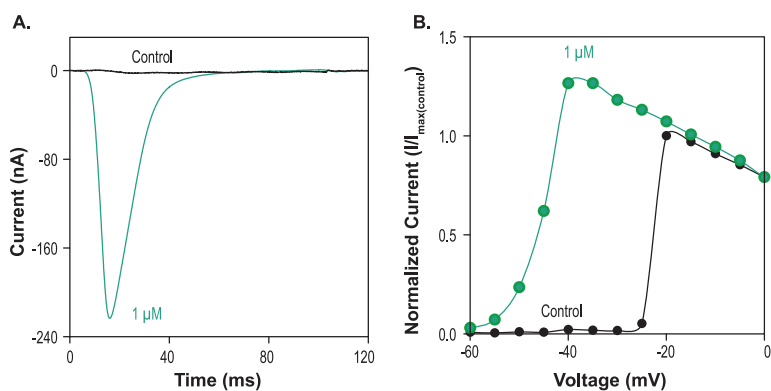 A.
Control
0
-80
-160
-240
Current (nA)
1 µM
0
40
80
120
Time (ms)
B.
1 µM
1.5
1.0
0.5
0.0
Normalized Current (I/Imax(control)
Control
-60
-40
-20
0
Voltage (mV)